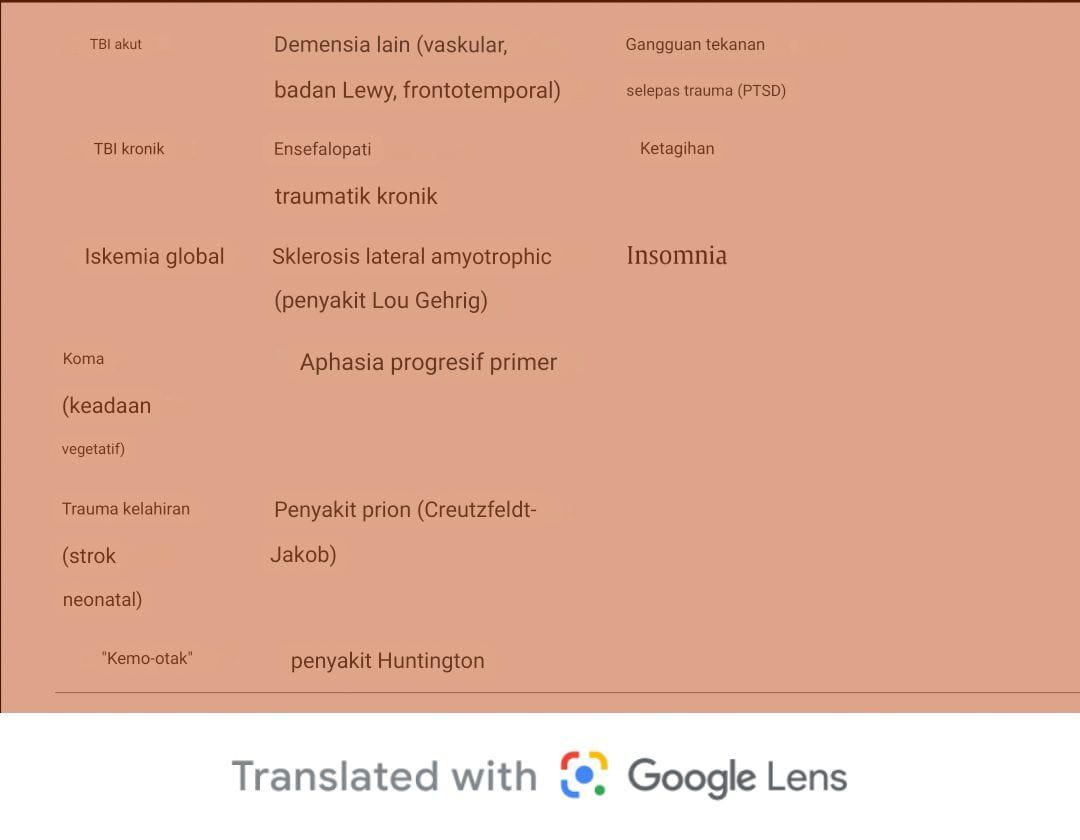 TBI akut
Demensia lain (vaskular,
badan Lewy, frontotemporal)
Gangguan tekanan
selepas trauma (PTSD)
TBI kronik
Ensefalopati
traumatik kronik
Ketagihan
Iskemia global
Sklerosis lateral amyotrophic
(penyakit Lou Gehrig)
Insomnia
Koma
(keadaan
vegetatif)
Aphasia progresif primer
Trauma kelahiran
(strok
neonatal)
Penyakit prion (Creutzfeldt-
Jakob)
"Kemo-otak"
penyakit Huntington
Translated with Google Lens